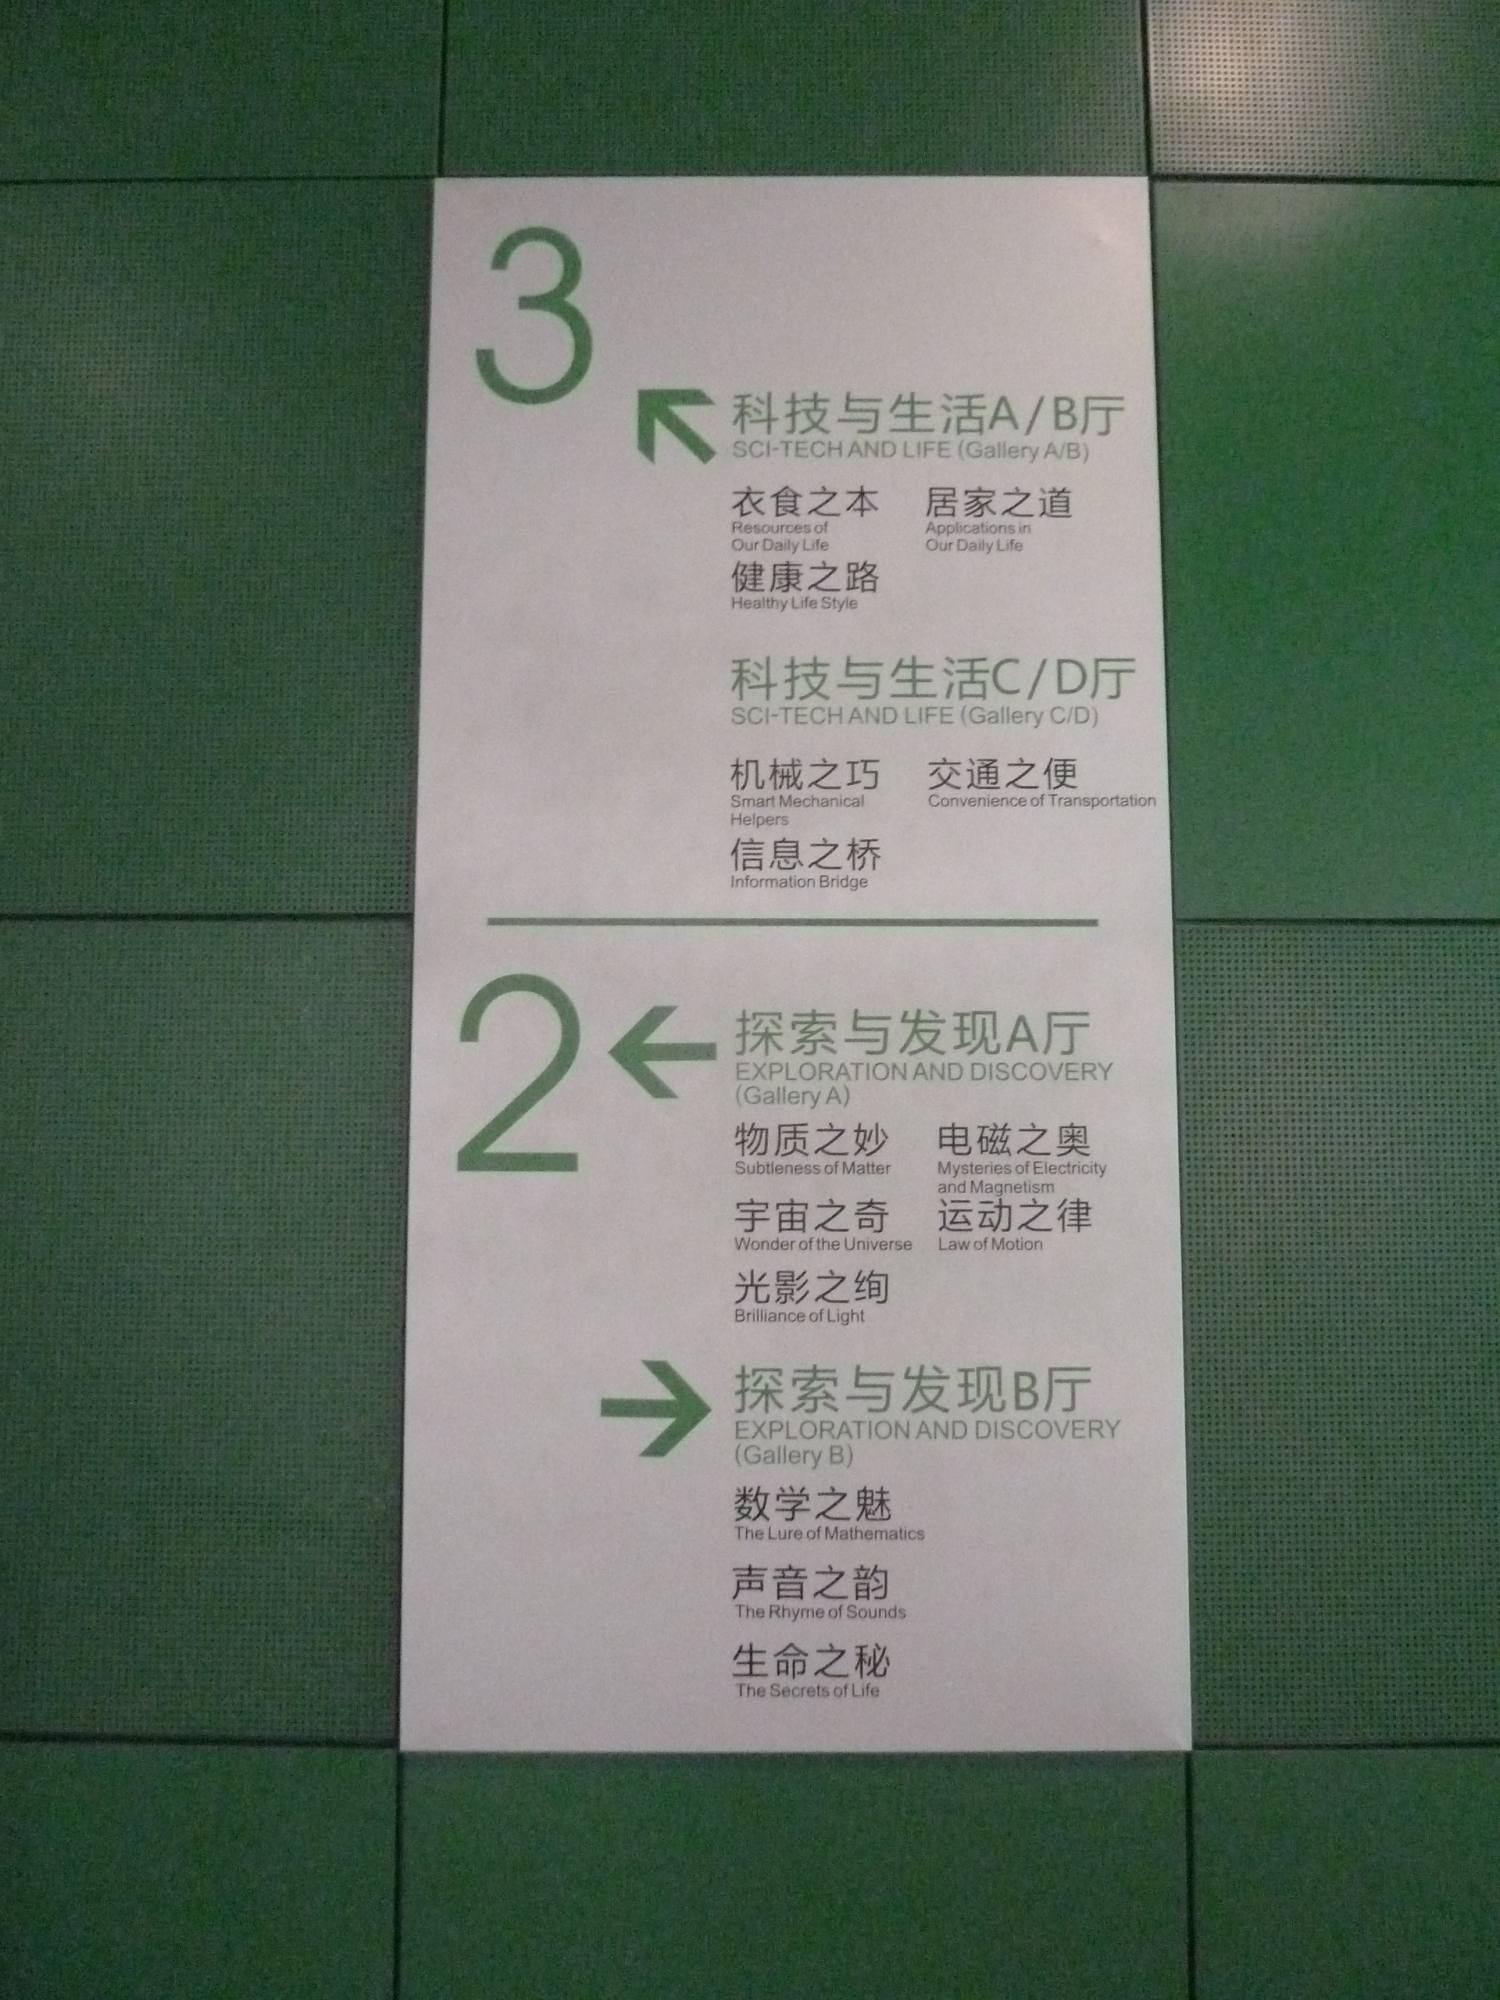 3
科技与生活A/B厅
SCI-TECH AND LIFE (Gallery A/B)
衣食之本 居家之道
Resources of Applications in
Our Daily Life Our Daily Life
健康之路
Healthy Life Style
科技与生活C/D厅
SCI-TECH AND LIFE (Gallery C/D)
机械之巧 交通之便
Smart Mechanical Convenience of Transportation
Helpers
信息之桥
Information Bridge
2
探索与发现A厅
EXPLORATION AND DISCOVERY
(Gallery A)
物质之妙 电磁之奥
Subtleness of Matter Mysteries of Electricity
and Magnetism
宇宙之奇 运动之律
Wonder of the Universe Law of Motion
光影之绚
Brilliance of Light
探索与发现B厅
EXPLORATION AND DISCOVERY
(Gallery B)
数学之魅
The Lure of Mathematics
声音之韵
The Rhyme of Sounds
生命之秘
The Secrets of Life